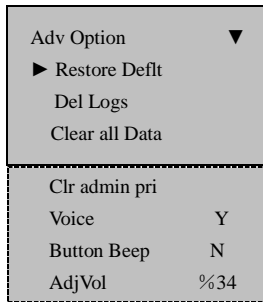 Adv Option ▼
► Restore Deflt
Del Logs
Clear all Data
Clr admin pri
Voice Y
Button Beep N
AdjVol %34